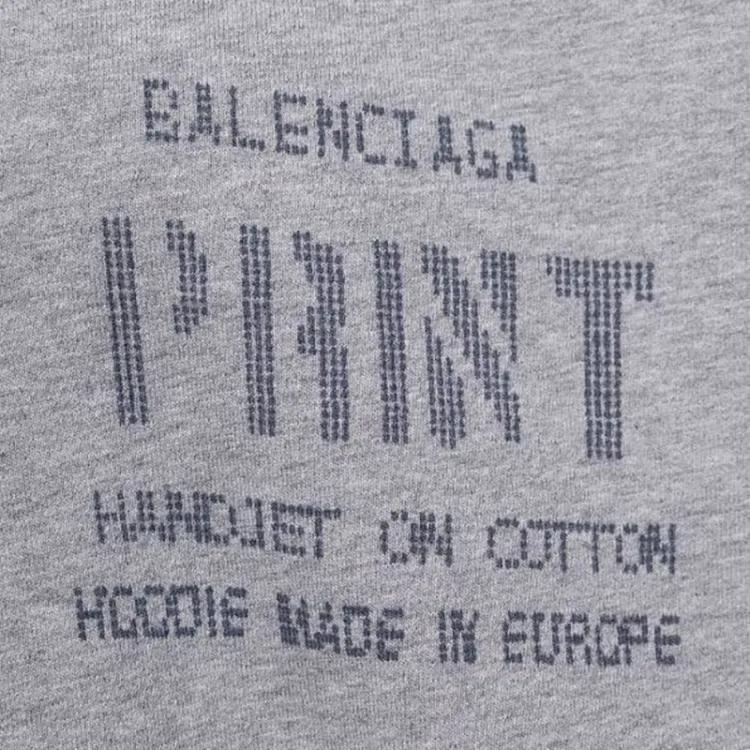 BALENCIAGA
PRINT
HANDJET ON COTTON
HOODIE MADE IN EUROPE